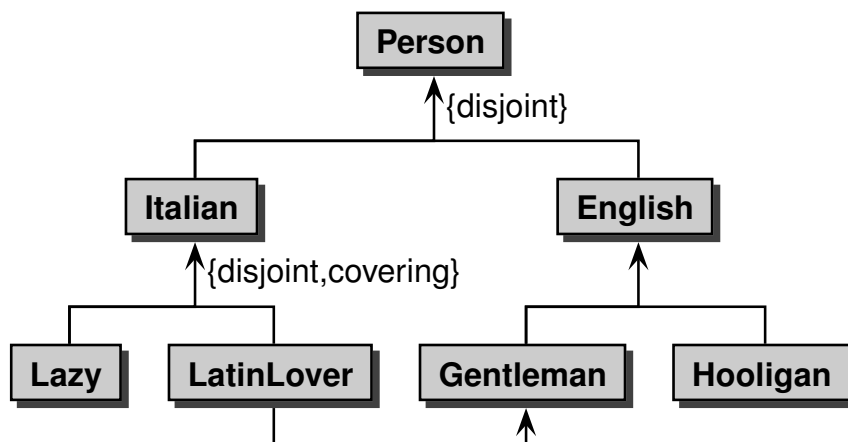 Person
{disjoint}
Italian
English
{disjoint,covering}
Lazy
LatinLover
Gentleman
Hooligan